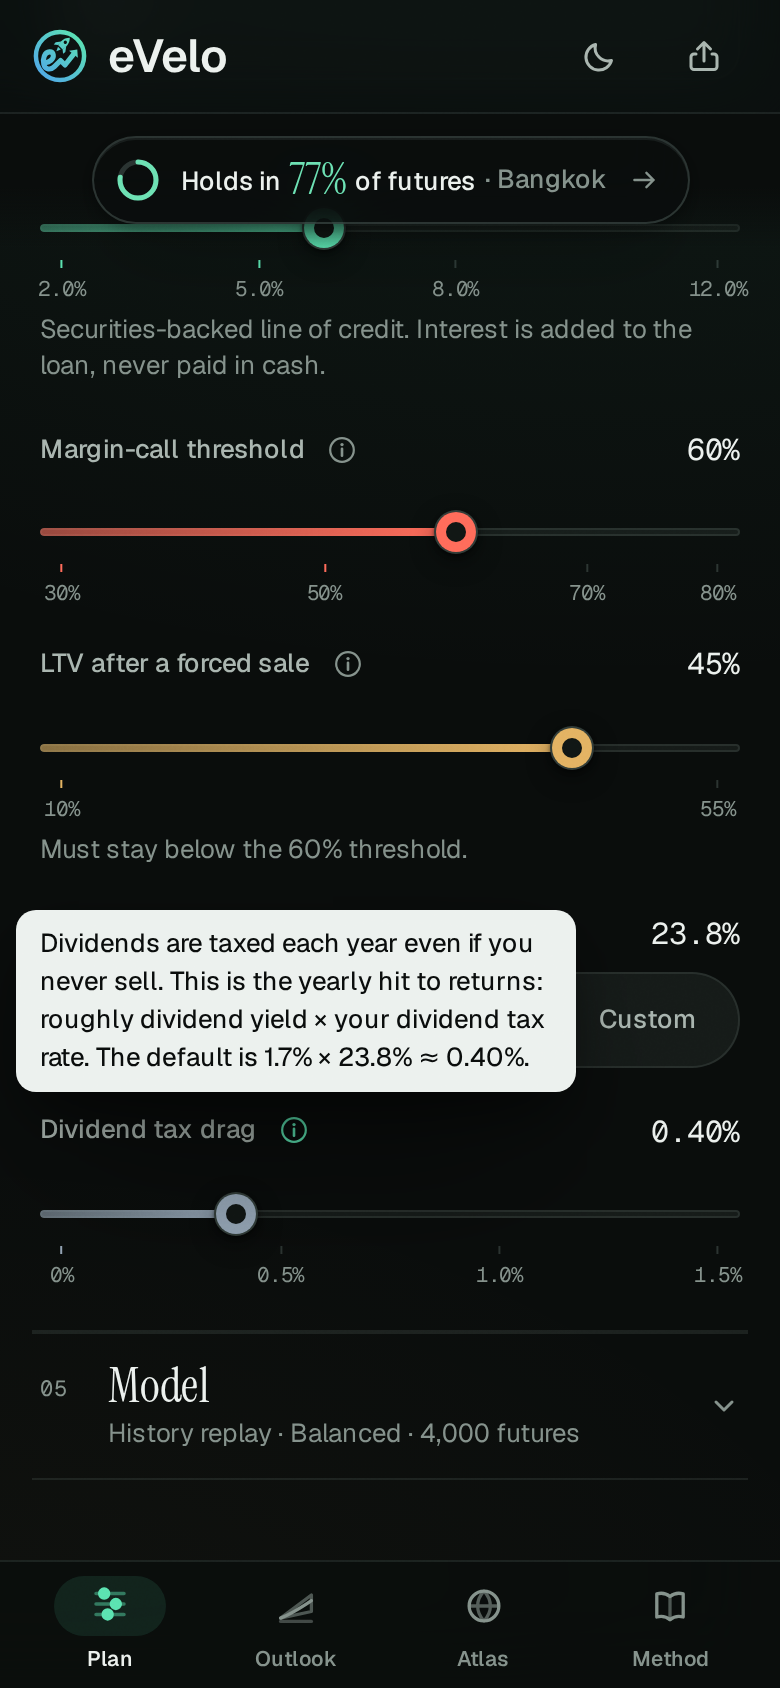 eVelo
Holds in 77% of futures · Bangkok →
2.0% 5.0% 8.0% 12.0%
Securities-backed line of credit. Interest is added to the
loan, never paid in cash.
Margin-call threshold 60%
30% 50% 70% 80%
LTV after a forced sale 45%
10% 55%
Must stay below the 60% threshold.
23.8%
Dividends are taxed each year even if you
never sell. This is the yearly hit to returns:
roughly dividend yield × your dividend tax
rate. The default is 1.7% × 23.8% ≈ 0.40%.
Custom
Dividend tax drag 0.40%
0% 0.5% 1.0% 1.5%
05 Model
History replay · Balanced · 4,000 futures
Plan Outlook Atlas Method